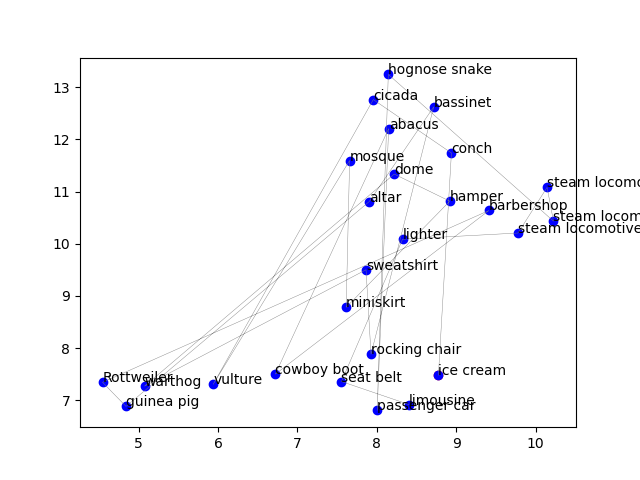 hognose snake
13
cicada
bassinet
12
abacus
conch
mosque
dome
11
steam locomo
altar
hamper
barbershop
steam locom
10
lighter
steam locomotive
sweatshirt
9
miniskirt
8
rocking chair
Rottweiler
warthog
vulture
cowboy boot
seat belt
ice cream
7
guinea pig
passenger car
limousine
5
6
7
8
9
10